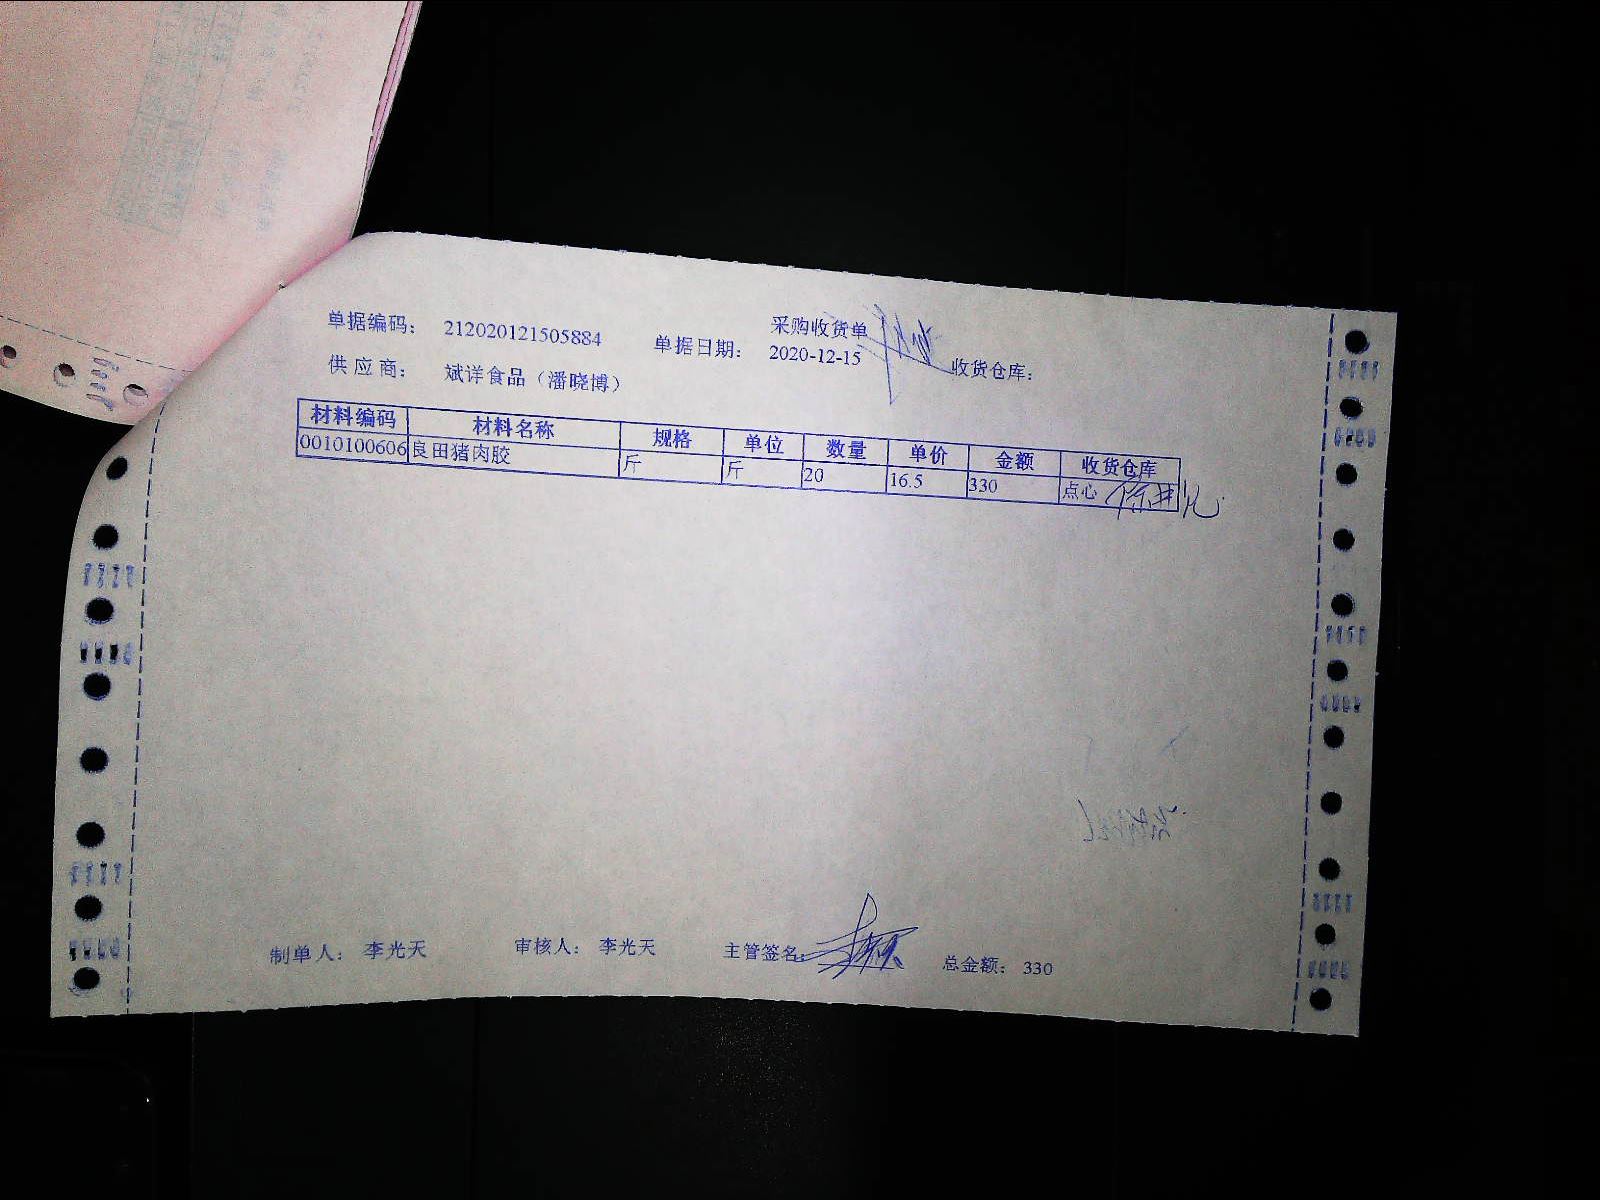 采购收货单
单据编码： 212020121505884 单据日期： 2020-12-15 收货仓库：
供应商： 斌洋食品（潘晓博）
材料编码 材料名称 规格 单位 数量 单价 金额 收货仓库
0010100606 良田猪肉胶 斤 斤 20 16.5 330 点心
制单人： 李光天 审核人： 李光天 主管签名： 总金额： 330